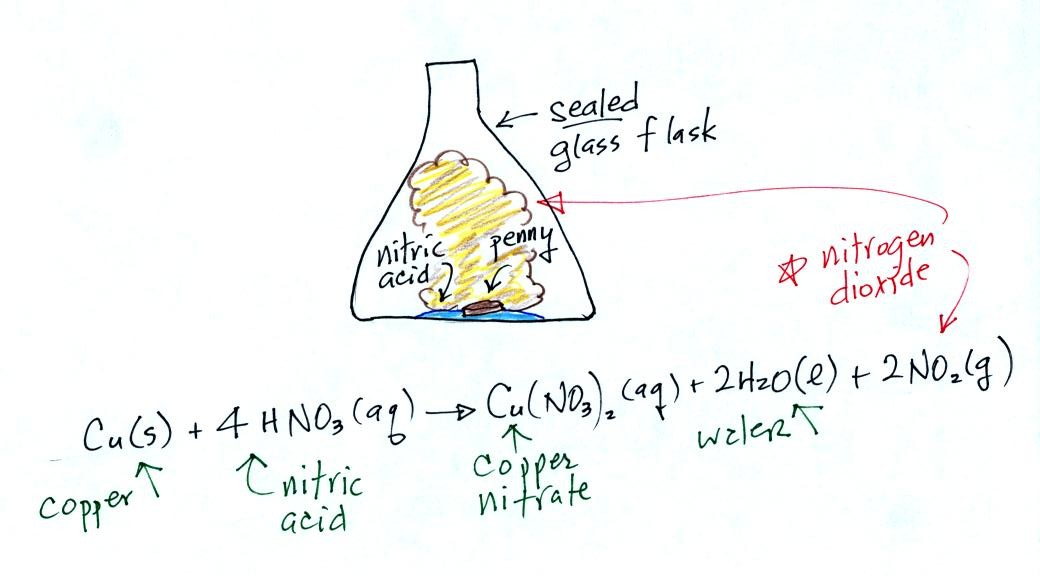 sealed
glass flask
nitric
acid
penny
nitrogen
dioxide
Cu(s) + 4 HNO₃ (aq) → Cu(NO₃)₂ (aq) + 2H₂O(l) + 2NO₂(g)
copper
nitric
acid
copper
nitrate
water